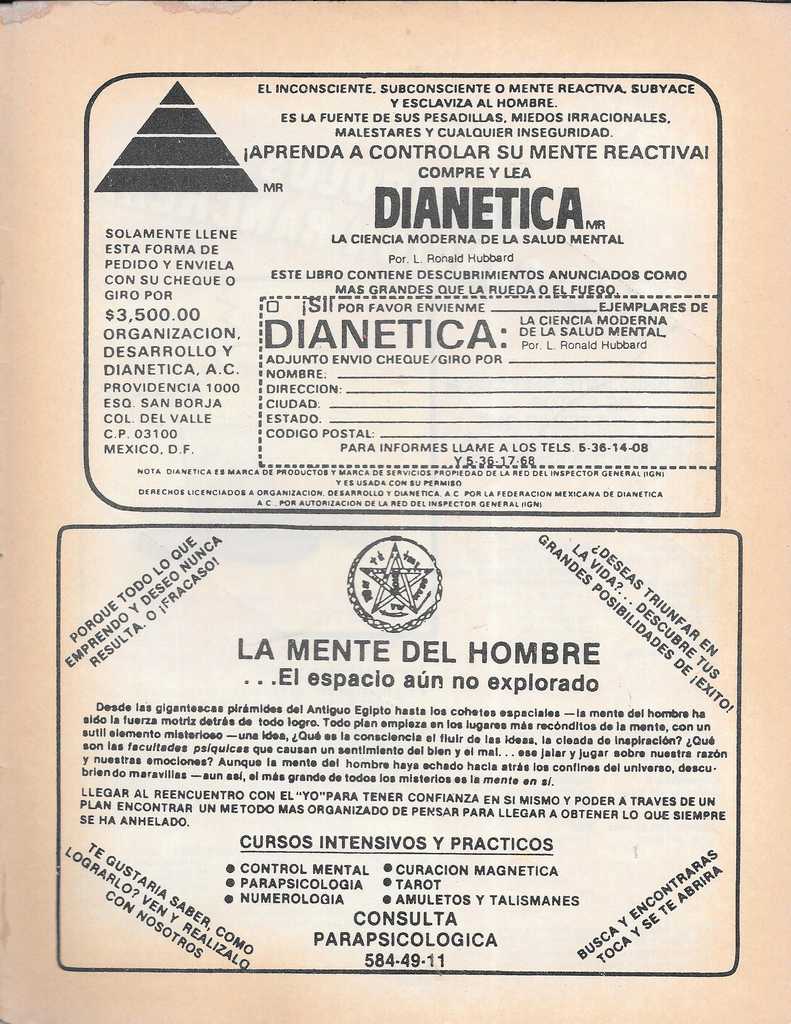 EL INCONSCIENTE, SUBCONSCIENTE O MENTE REACTIVA, SUBYACE
Y ESCLAVIZA AL HOMBRE.
ES LA FUENTE DE SUS PESADILLAS, MIEDOS IRRACIONALES,
MALESTARES Y CUALQUIER INSEGURIDAD.
¡APRENDA A CONTROLAR SU MENTE REACTIVA!
COMPRE Y LEA
MR
DIANETICA MR
LA CIENCIA MODERNA DE LA SALUD MENTAL
Por. L. Ronald Hubbard
ESTE LIBRO CONTIENE DESCUBRIMIENTOS ANUNCIADOS COMO
MAS GRANDES QUE LA RUEDA O EL FUEGO.
SOLAMENTE LLENE
ESTA FORMA DE
PEDIDO Y ENVIELA
CON SU CHEQUE O
GIRO POR
$3,500.00
ORGANIZACION,
DESARROLLO Y
DIANETICA, A.C.
PROVIDENCIA 1000
ESQ. SAN BORJA
COL. DEL VALLE
C.P. 03100
MEXICO, D.F.
¡SI! POR FAVOR ENVIENME ________ EJEMPLARES DE
DIANETICA: LA CIENCIA MODERNA
DE LA SALUD MENTAL
Por. L. Ronald Hubbard
ADJUNTO ENVIO CHEQUE/GIRO POR
NOMBRE:
DIRECCION:
CIUDAD:
ESTADO.
CODIGO POSTAL:
PARA INFORMES LLAME A LOS TELS. 5-36-14-08
Y 5-36-17-68
NOTA DIANETICA ES MARCA DE PRODUCTOS Y MARCA DE SERVICIOS PROPIEDAD DE LA RED DEL INSPECTOR GENERAL (IGN)
Y ES USADA CON SU PERMISO
DERECHOS LICENCIADOS A ORGANIZACION, DESARROLLO Y DIANETICA, A.C. POR LA FEDERACION MEXICANA DE DIANETICA
A.C., POR AUTORIZACION DE LA RED DEL INSPECTOR GENERAL (IGN)
PORQUE TODO LO QUE
EMPRENDO Y DESEO NUNCA
RESULTA. O ¡FRACASO!
¿DESEAS TRIUNFAR EN
LA VIDA?... DESCUBRE TUS
GRANDES POSIBILIDADES DE ¡EXITO!
LA MENTE DEL HOMBRE
...El espacio aún no explorado
Desde las gigantescas pirámides del Antiguo Egipto hasta los cohetes espaciales —la mente del hombre ha
sido la fuerza motriz detrás de todo logro. Todo plan empieza en los lugares más recónditos de la mente, con un
sutil elemento misterioso —una idea, ¿Qué es la consciencia el fluir de las ideas, la oleada de inspiración? ¿Qué
son las facultades psíquicas que causan un sentimiento del bien y el mal... ese jalar y jugar sobre nuestra razón
y nuestras emociones? Aunque la mente del hombre haya echado hacia atrás los confines del universo, descu-
briendo maravillas —aun así, el más grande de todos los misterios es la mente en sí.
LLEGAR AL REENCUENTRO CON EL "YO" PARA TENER CONFIANZA EN SI MISMO Y PODER A TRAVES DE UN
PLAN ENCONTRAR UN METODO MAS ORGANIZADO DE PENSAR PARA LLEGAR A OBTENER LO QUE SIEMPRE
SE HA ANHELADO.
CURSOS INTENSIVOS Y PRACTICOS
● CONTROL MENTAL ● CURACION MAGNETICA
● PARAPSICOLOGIA ● TAROT
● NUMEROLOGIA ● AMULETOS Y TALISMANES
CONSULTA
PARAPSICOLOGICA
584-49-11
TE GUSTARIA SABER, COMO
LOGRARLO? VEN Y REALIZALO
CON NOSOTROS
BUSCA Y ENCONTRARAS
TOCA Y SE TE ABRIRA